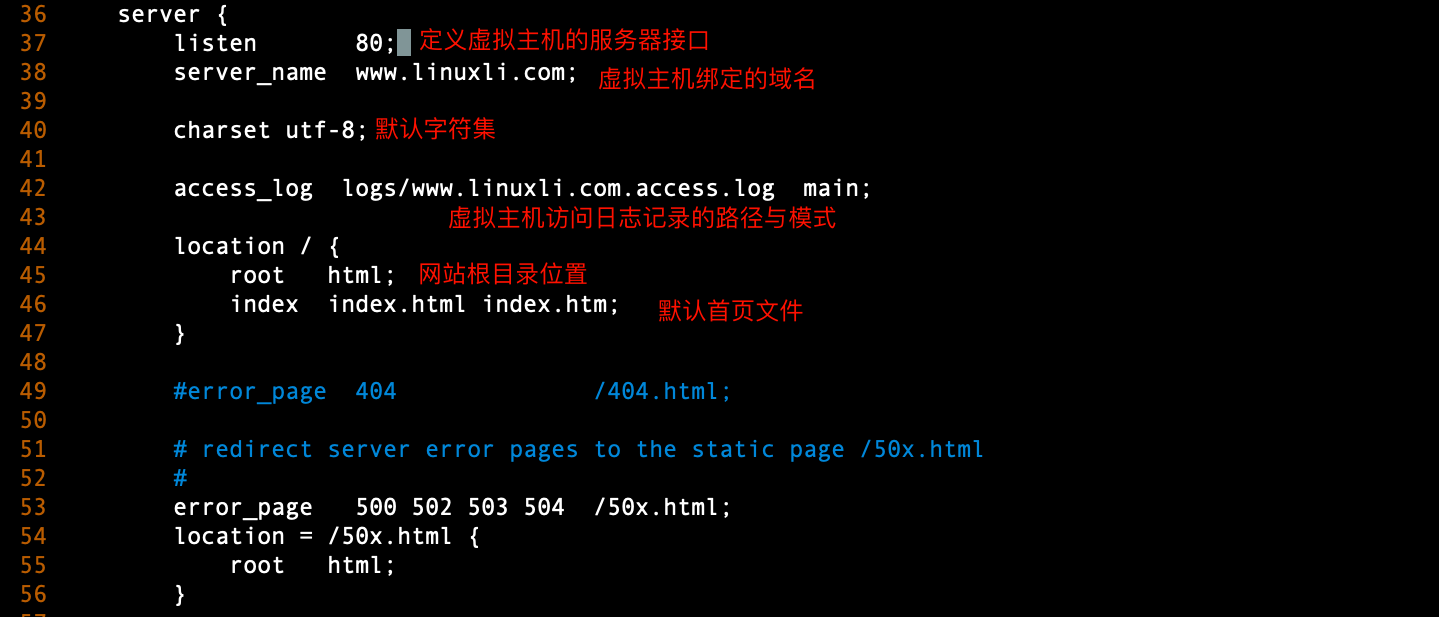 36 server {
37 listen 80; 定义虚拟主机的服务器接口
38 server_name www.linuxli.com; 虚拟主机绑定的域名
39
40 charset utf-8; 默认字符集
41
42 access_log logs/www.linuxli.com.access.log main;
43 虚拟主机访问日志记录的路径与模式
44 location / {
45 root html; 网站根目录位置
46 index index.html index.htm; 默认首页文件
47 }
48
49 #error_page 404 /404.html;
50
51 # redirect server error pages to the static page /50x.html
52 #
53 error_page 500 502 503 504 /50x.html;
54 location = /50x.html {
55 root html;
56 }